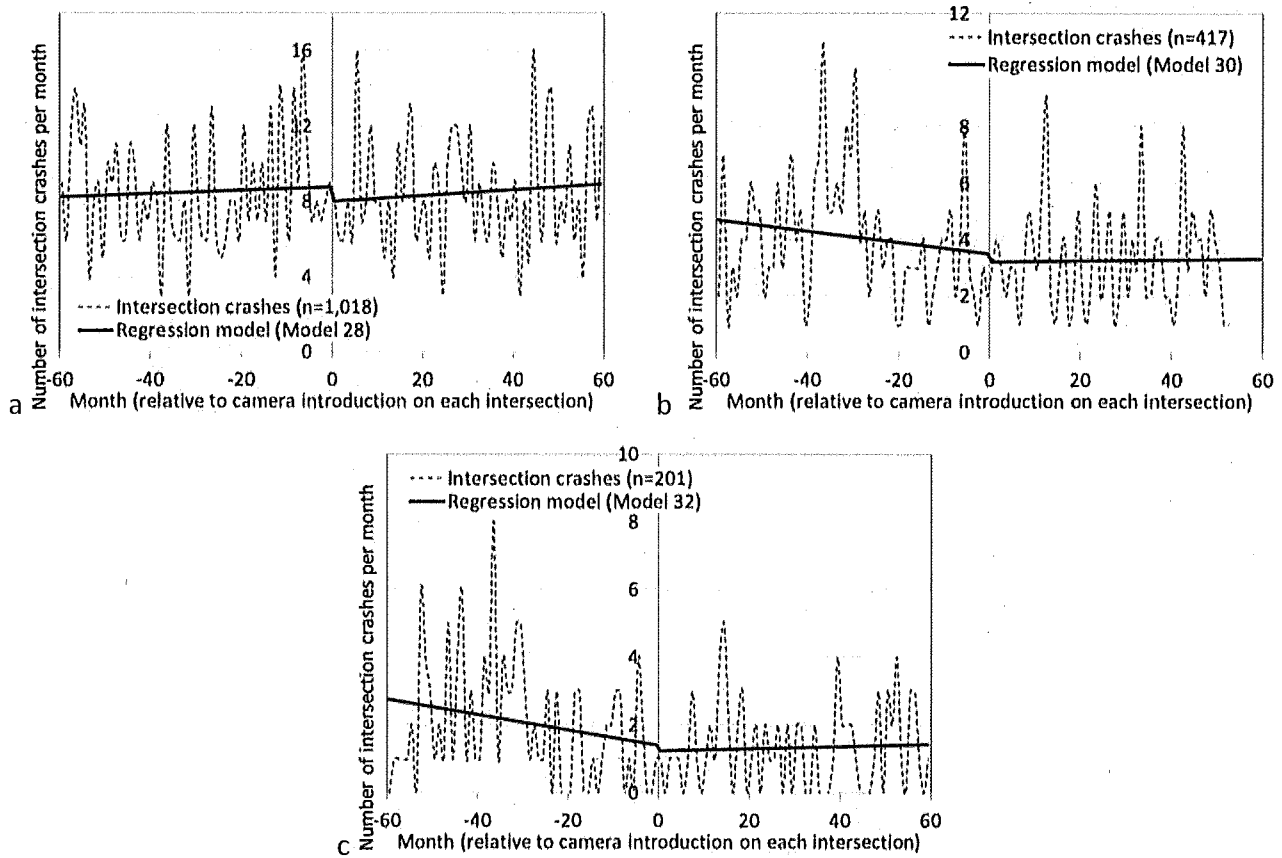 Number of intersection crashes per month
16
12
8
4
0
Intersection crashes (n=1,018)
Regression model (Model 28)
-60 -40 -20 0 20 40 60
a Month (relative to camera introduction on each intersection)
Number of intersection crashes per month
12
8
6
4
2
0
Intersection crashes (n=417)
Regression model (Model 30)
-60 -40 -20 0 20 40 60
b Month (relative to camera introduction on each intersection)
Number of intersection crashes per month
10
8
6
4
2
0
Intersection crashes (n=201)
Regression model (Model 32)
-60 -40 -20 0 20 40 60
c Month (relative to camera introduction on each intersection)